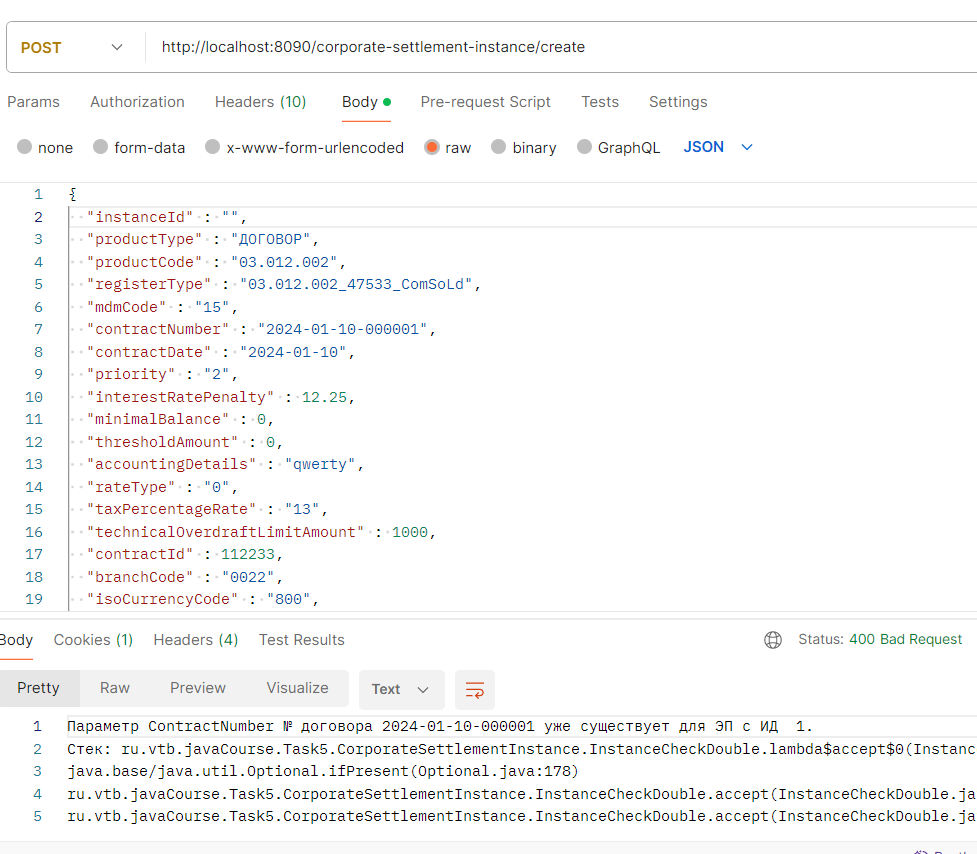 POST http://localhost:8090/corporate-settlement-instance/create
Params Authorization Headers (10) Body Pre-request Script Tests Settings
none form-data x-www-form-urlencoded raw binary GraphQL JSON
1 {
2 "instanceId" : "",
3 "productType" : "ДОГОВОР",
4 "productCode" : "03.012.002",
5 "registerType" : "03.012.002_47533_ComSoLd",
6 "mdmCode" : "15",
7 "contractNumber" : "2024-01-10-000001",
8 "contractDate" : "2024-01-10",
9 "priority" : "2",
10 "interestRatePenalty" : 12.25,
11 "minimalBalance" : 0,
12 "thresholdAmount" : 0,
13 "accountingDetails" : "qwerty",
14 "rateType" : "0",
15 "taxPercentageRate" : "13",
16 "technicalOverdraftLimitAmount" : 1000,
17 "contractId" : 112233,
18 "branchCode" : "0022",
19 "isoCurrencyCode" : "800",
Body Cookies (1) Headers (4) Test Results Status: 400 Bad Request
Pretty Raw Preview Visualize Text
1 Параметр ContractNumber № договора 2024-01-10-000001 уже существует для ЭП с ИД 1.
2 Стек: ru.vtb.javaCourse.Task5.CorporateSettlementInstance.InstanceCheckDouble.lambda$accept$0(Instanc
3 java.base/java.util.Optional.ifPresent(Optional.java:178)
4 ru.vtb.javaCourse.Task5.CorporateSettlementInstance.InstanceCheckDouble.accept(InstanceCheckDouble.ja
5 ru.vtb.javaCourse.Task5.CorporateSettlementInstance.InstanceCheckDouble.accept(InstanceCheckDouble.ja